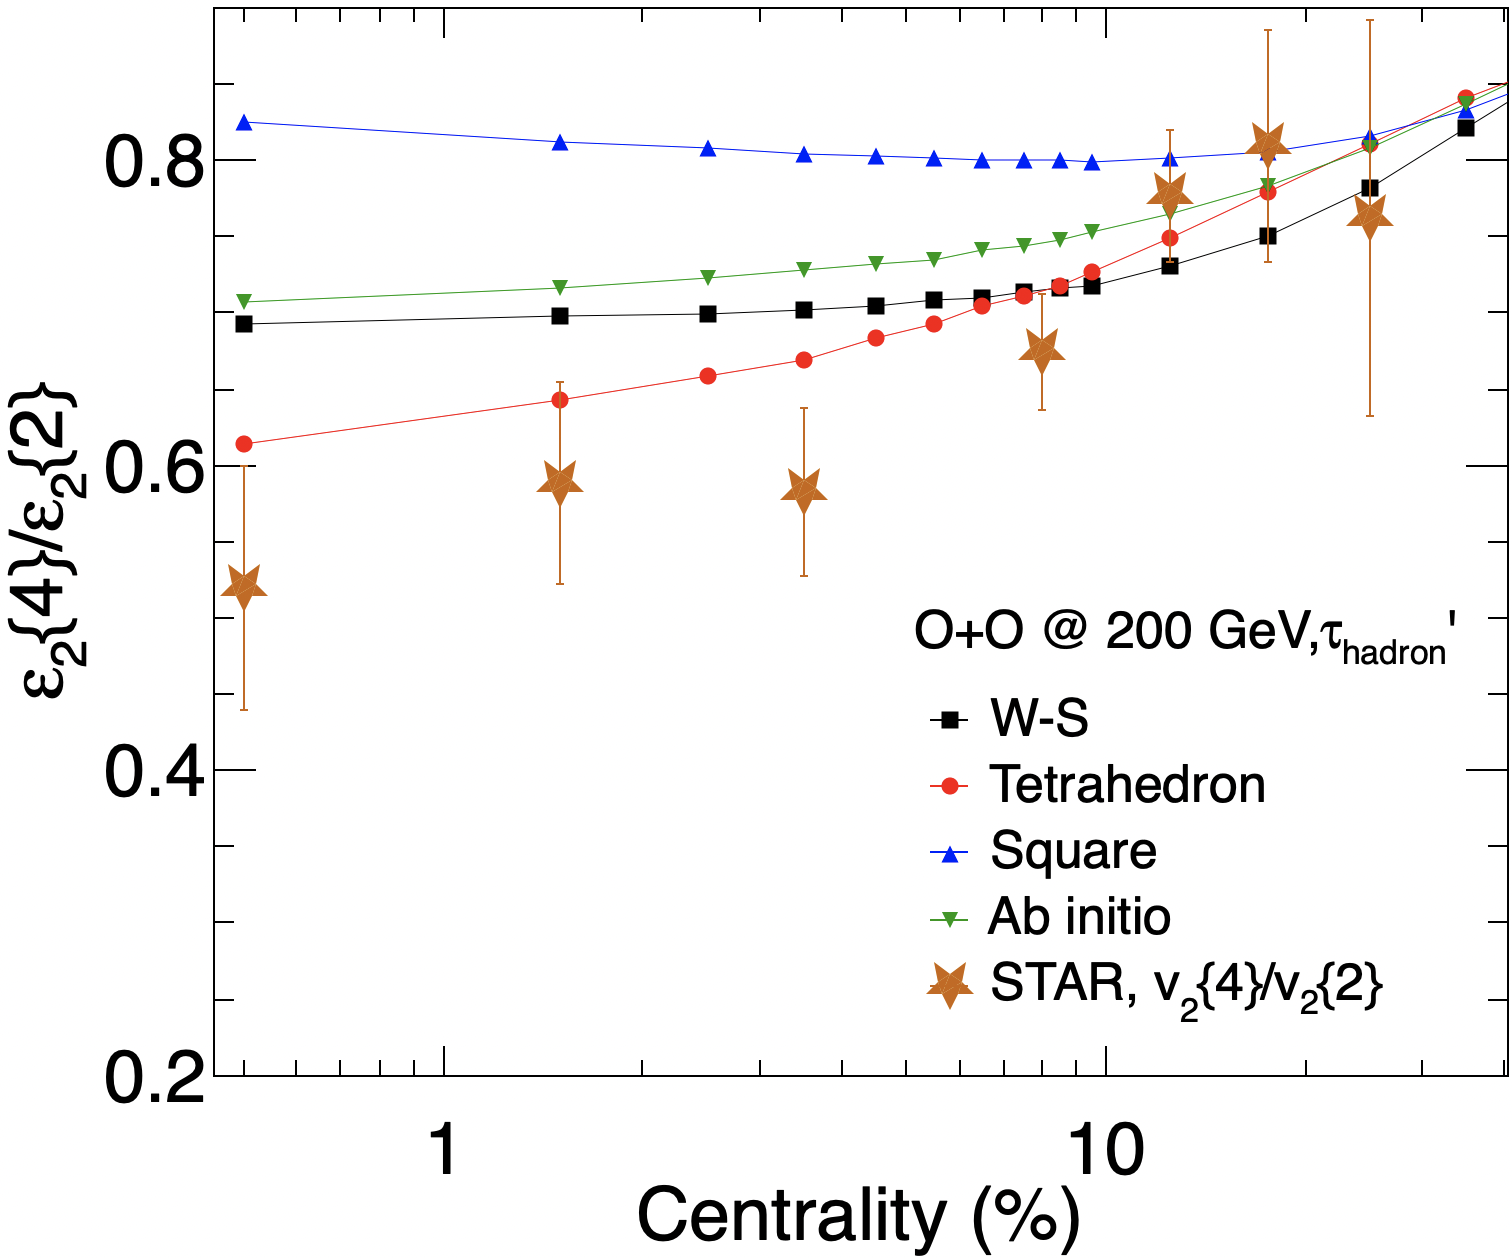 ε2{4}/ε2{2}
0.8
0.6
0.4
0.2
O+O @ 200 GeV,τhadron'
W-S
Tetrahedron
Square
Ab initio
STAR, v2{4}/v2{2}
1 10
Centrality (%)